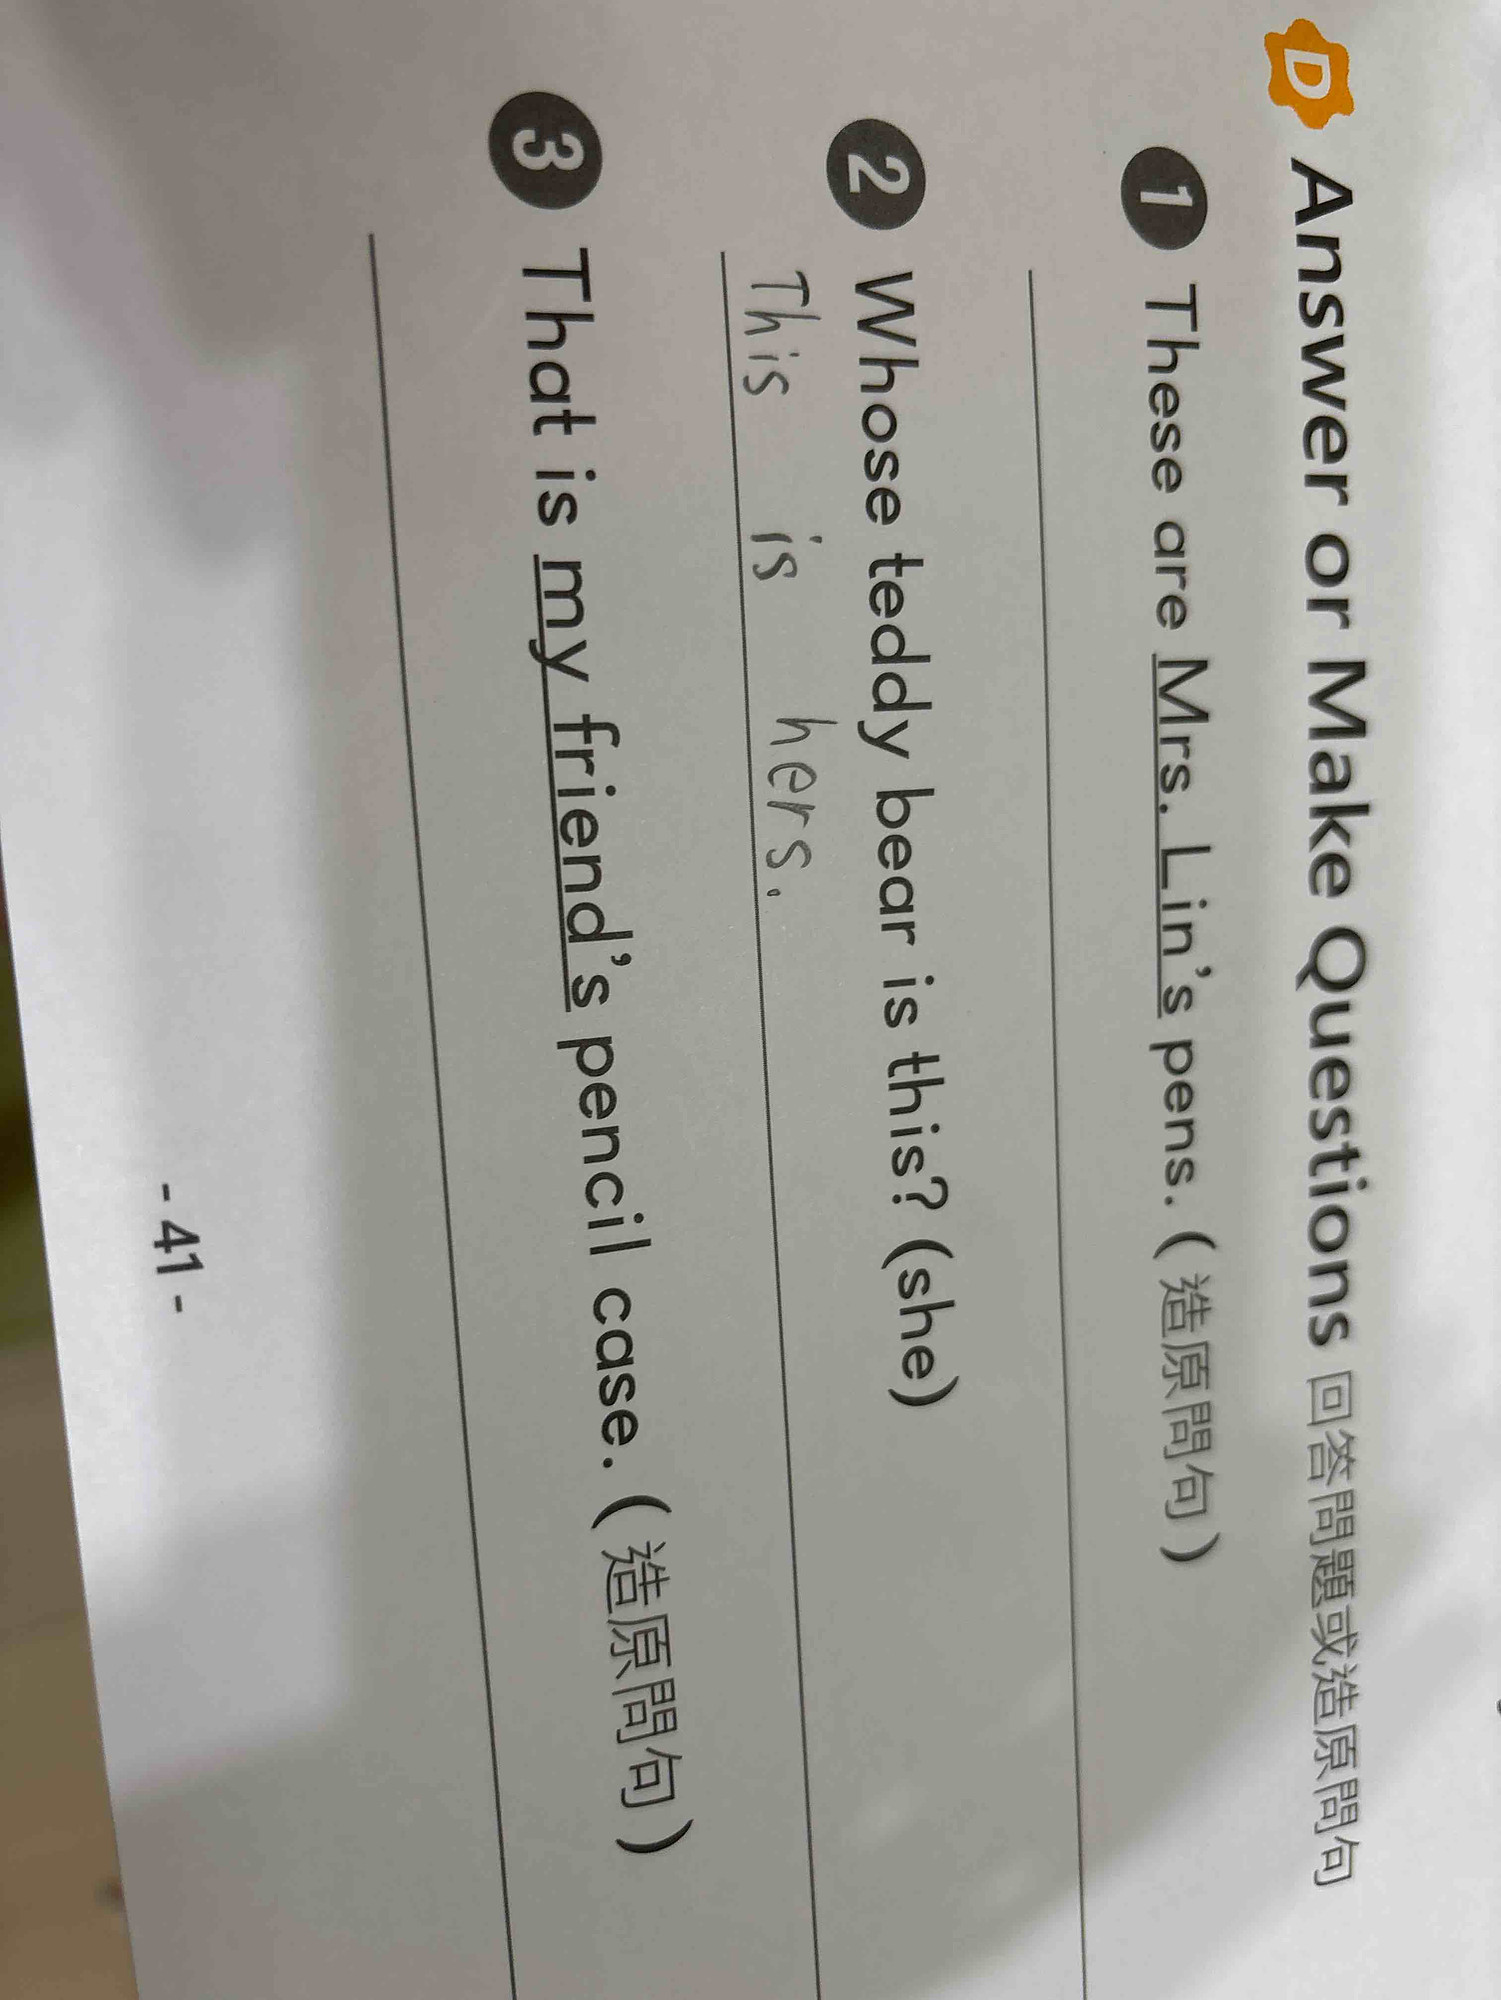 D Answer or Make Questions 回答問題或造原問句
1 These are Mrs. Lin's pens. (造原問句)
2 Whose teddy bear is this? (she)
This is hers.
3 That is my friend's pencil case. (造原問句)
- 41 -